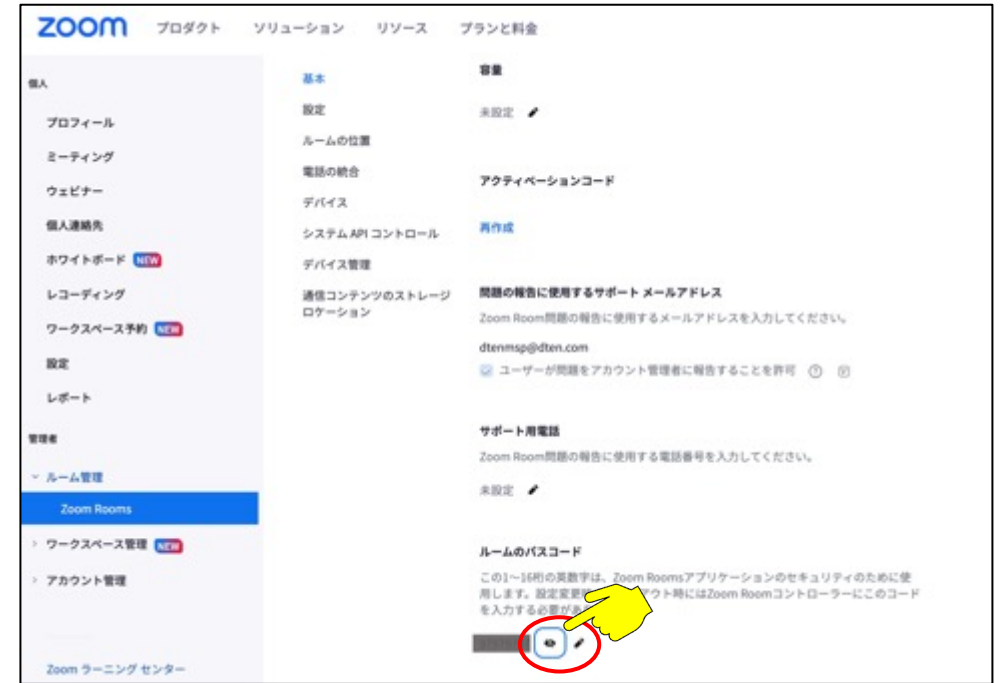 zoom プロダクト ソリューション リソース プランと料金
個人
プロフィール
ミーティング
ウェビナー
個人連絡先
ホワイトボード NEW
レコーディング
ワークスペース予約 NEW
設定
レポート
管理者
ルーム管理
Zoom Rooms
ワークスペース管理 NEW
アカウント管理
Zoom ラーニング センター
基本
設定
ルームの位置
電話の統合
デバイス
システム API コントロール
デバイス管理
通信コンテンツのストレージ
ロケーション
容量
未設定
アクティベーションコード
再作成
問題の報告に使用するサポート メールアドレス
Zoom Room問題の報告に使用するメールアドレスを入力してください。
dtenmsp@dten.com
ユーザーが問題をアカウント管理者に報告することを許可
サポート用電話
Zoom Room問題の報告に使用する電話番号を入力してください。
未設定
ルームのパスコード
この1~16桁の英数字は、Zoom Roomsアプリケーションのセキュリティのために使
用します。設定変更 アウト時にはZoom Roomコントローラーにこのコード
を入力する必要があ